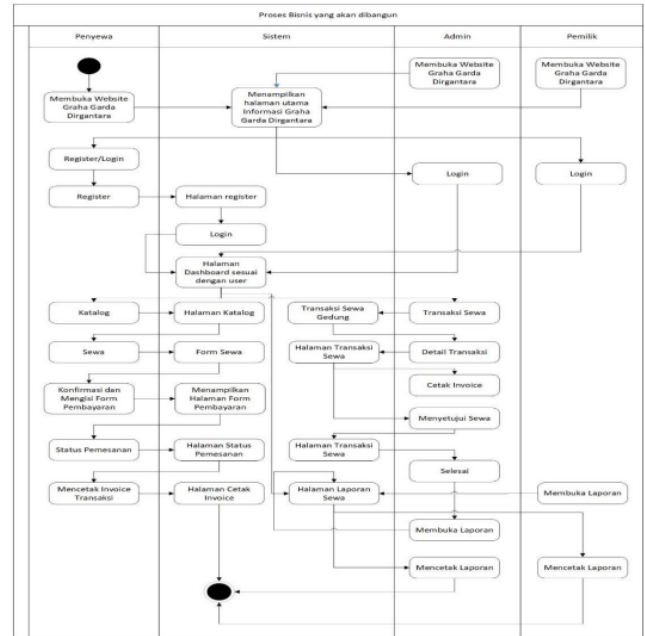 Proses Bisnis yang akan dibangun
Penyewa
Sistem
Admin
Pemilik
Membuka Website
Graha Garda
Dirgantara
Menampilkan
halaman utama
Informasi Graha
Garda Dirgantara
Membuka Website
Graha Garda
Dirgantara
Membuka Website
Graha Garda
Dirgantara
Register/Login
Login
Login
Register
Halaman register
Login
Halaman
Dashboard sesuai
dengan user
Katalog
Halaman Katalog
Transaksi Sewa
Gedung
Transaksi Sewa
Sewa
Form Sewa
Halaman Transaksi
Sewa
Detail Transaksi
Cetak Invoice
Konfirmasi dan
Mengisi Form
Pembayaran
Menampilkan
Halaman Form
Pembayaran
Menyetujui Sewa
Status Pemesanan
Halaman Status
Pemesanan
Halaman Transaksi
Sewa
Selesai
Mencetak Invoice
Transaksi
Halaman Cetak
Invoice
Halaman Laporan
Sewa
Membuka Laporan
Membuka Laporan
Mencetak Laporan
Mencetak Laporan